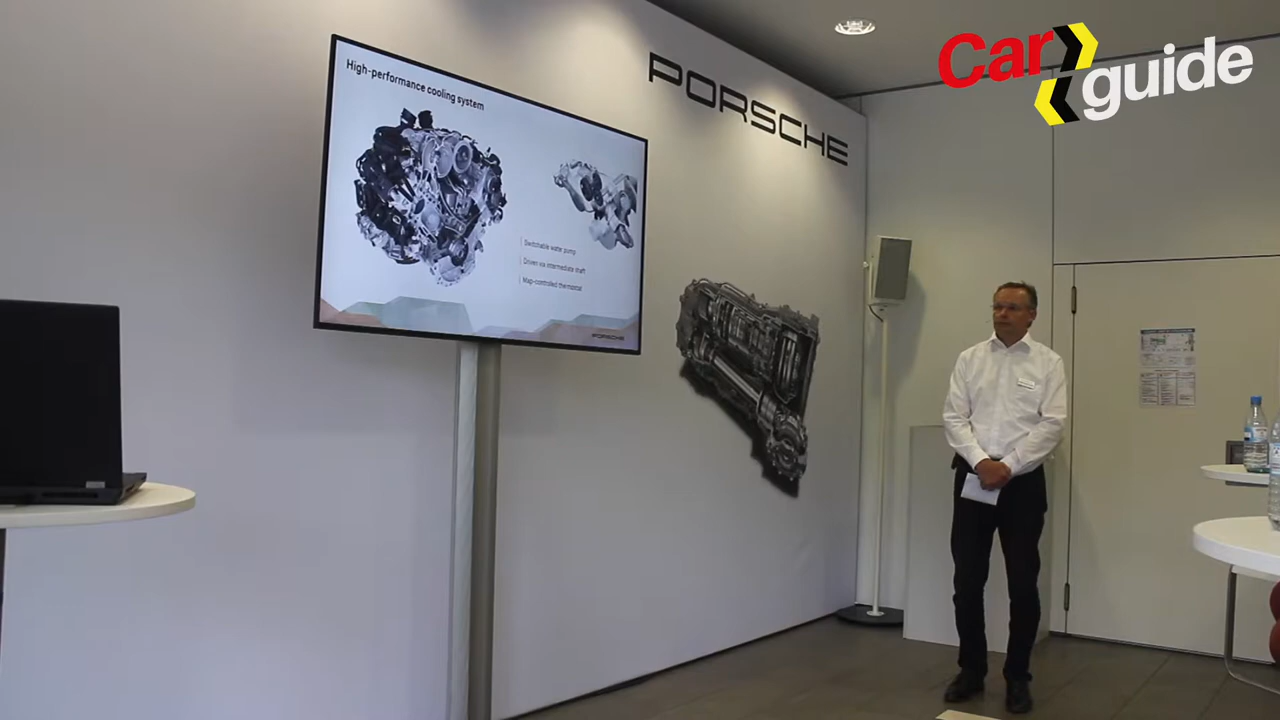 High-performance cooling system
Switchable water pump
Driven via intermediate shaft
Map-controlled thermostat
PORSCHE
PORSCHE
Car
guide